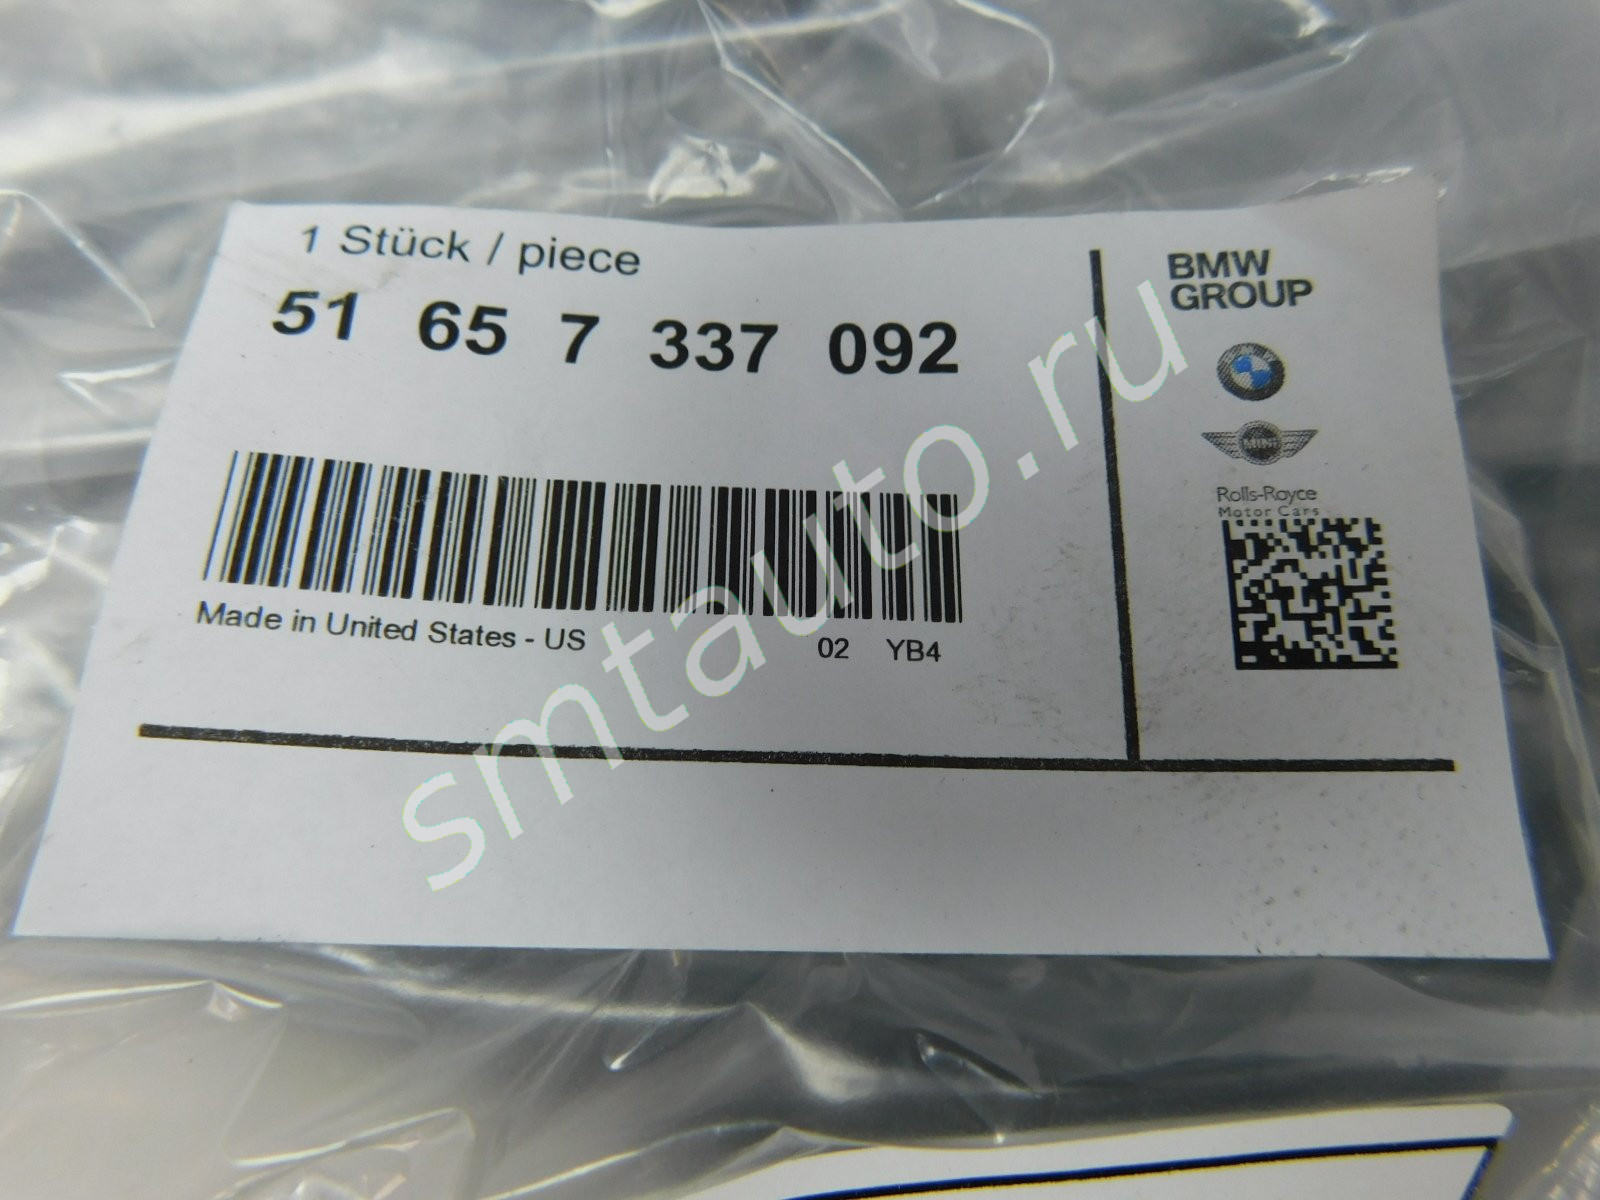 1 Stück / piece
51 65 7 337 092
Made in United States - US
02 YB4
BMW
GROUP
MINI
Rolls-Royce
Motor Cars
smtauto.ru